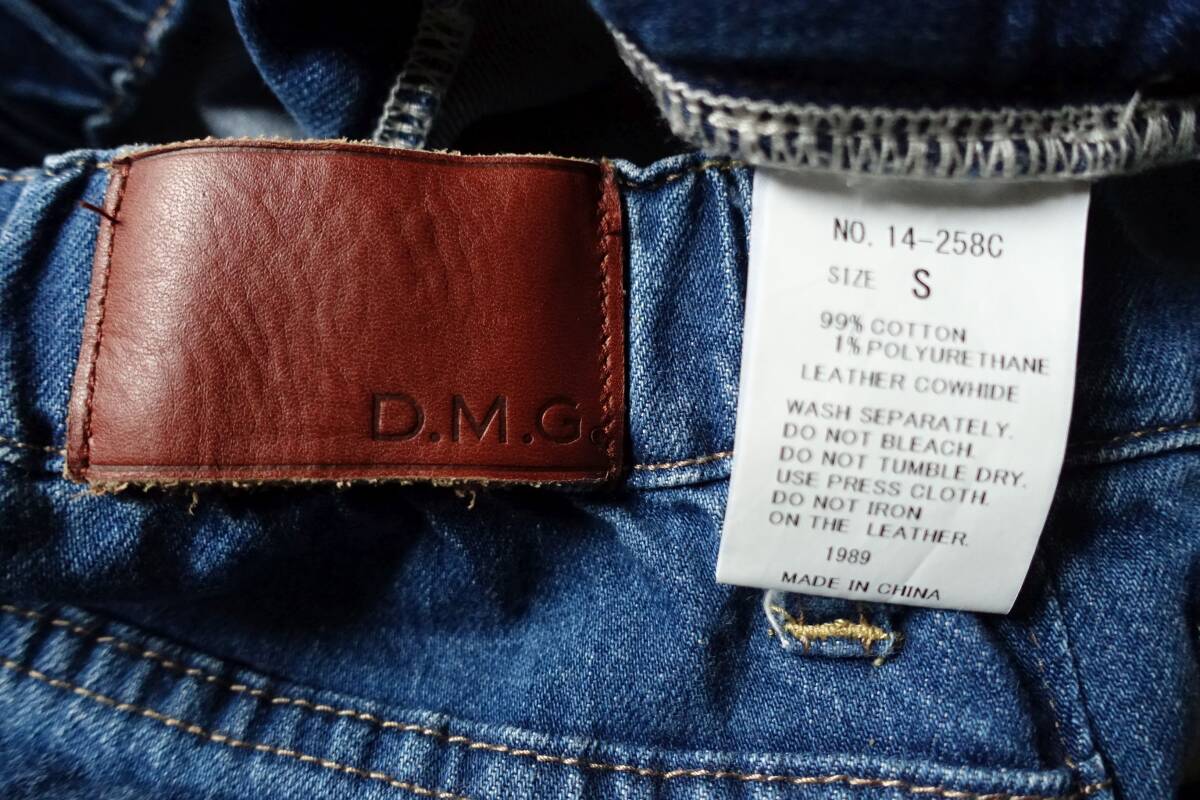 D.M.G.
NO. 14-258C
SIZE S
99% COTTON
1% POLYURETHANE
LEATHER COWHIDE
WASH SEPARATELY.
DO NOT BLEACH.
DO NOT TUMBLE DRY.
USE PRESS CLOTH.
DO NOT IRON
ON THE LEATHER.
1989
MADE IN CHINA